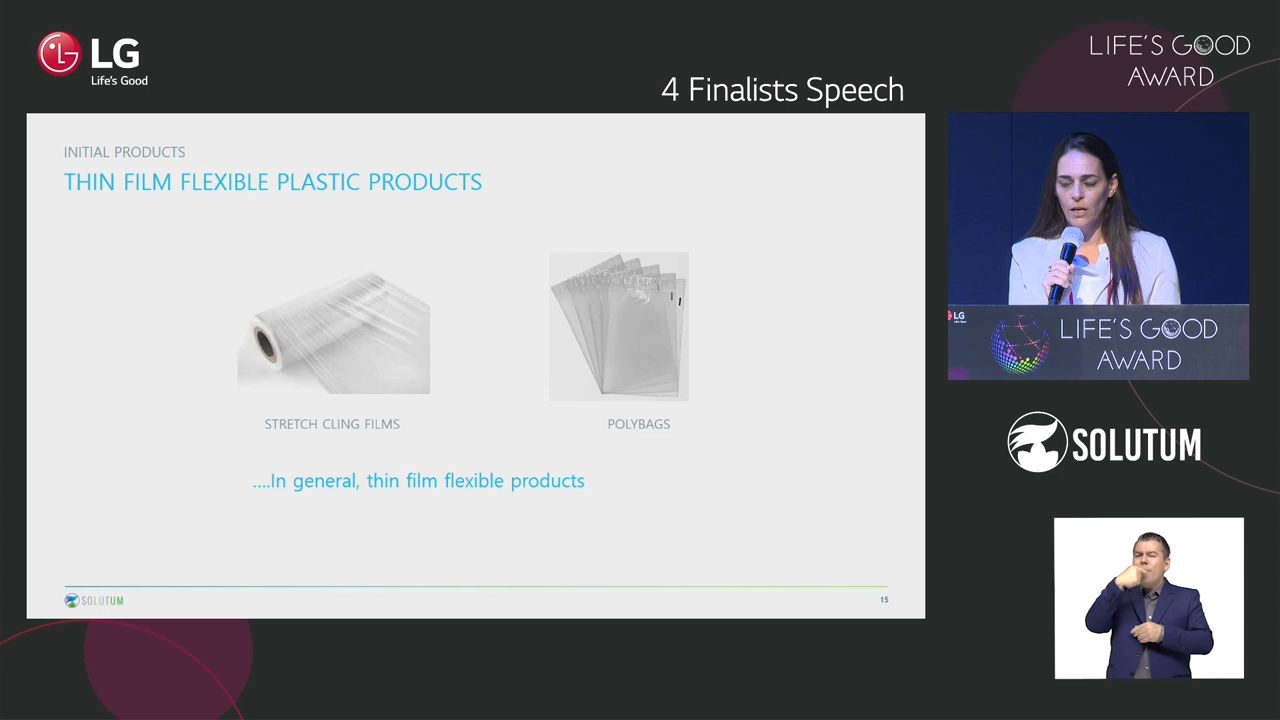 LG
Life's Good
LIFE'S GOOD
AWARD
4 Finalists Speech
INITIAL PRODUCTS
THIN FILM FLEXIBLE PLASTIC PRODUCTS
STRETCH CLING FILMS
POLYBAGS
....In general, thin film flexible products
SOLUTUM
15
LG
LIFE'S GOOD
AWARD
SOLUTUM